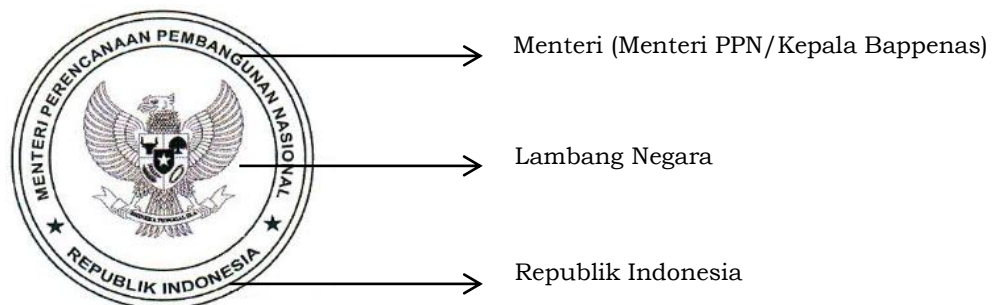 MENTERI PERENCANAAN PEMBANGUNAN NASIONAL
REPUBLIK INDONESIA
Menteri (Menteri PPN/Kepala Bappenas)
Lambang Negara
Republik Indonesia